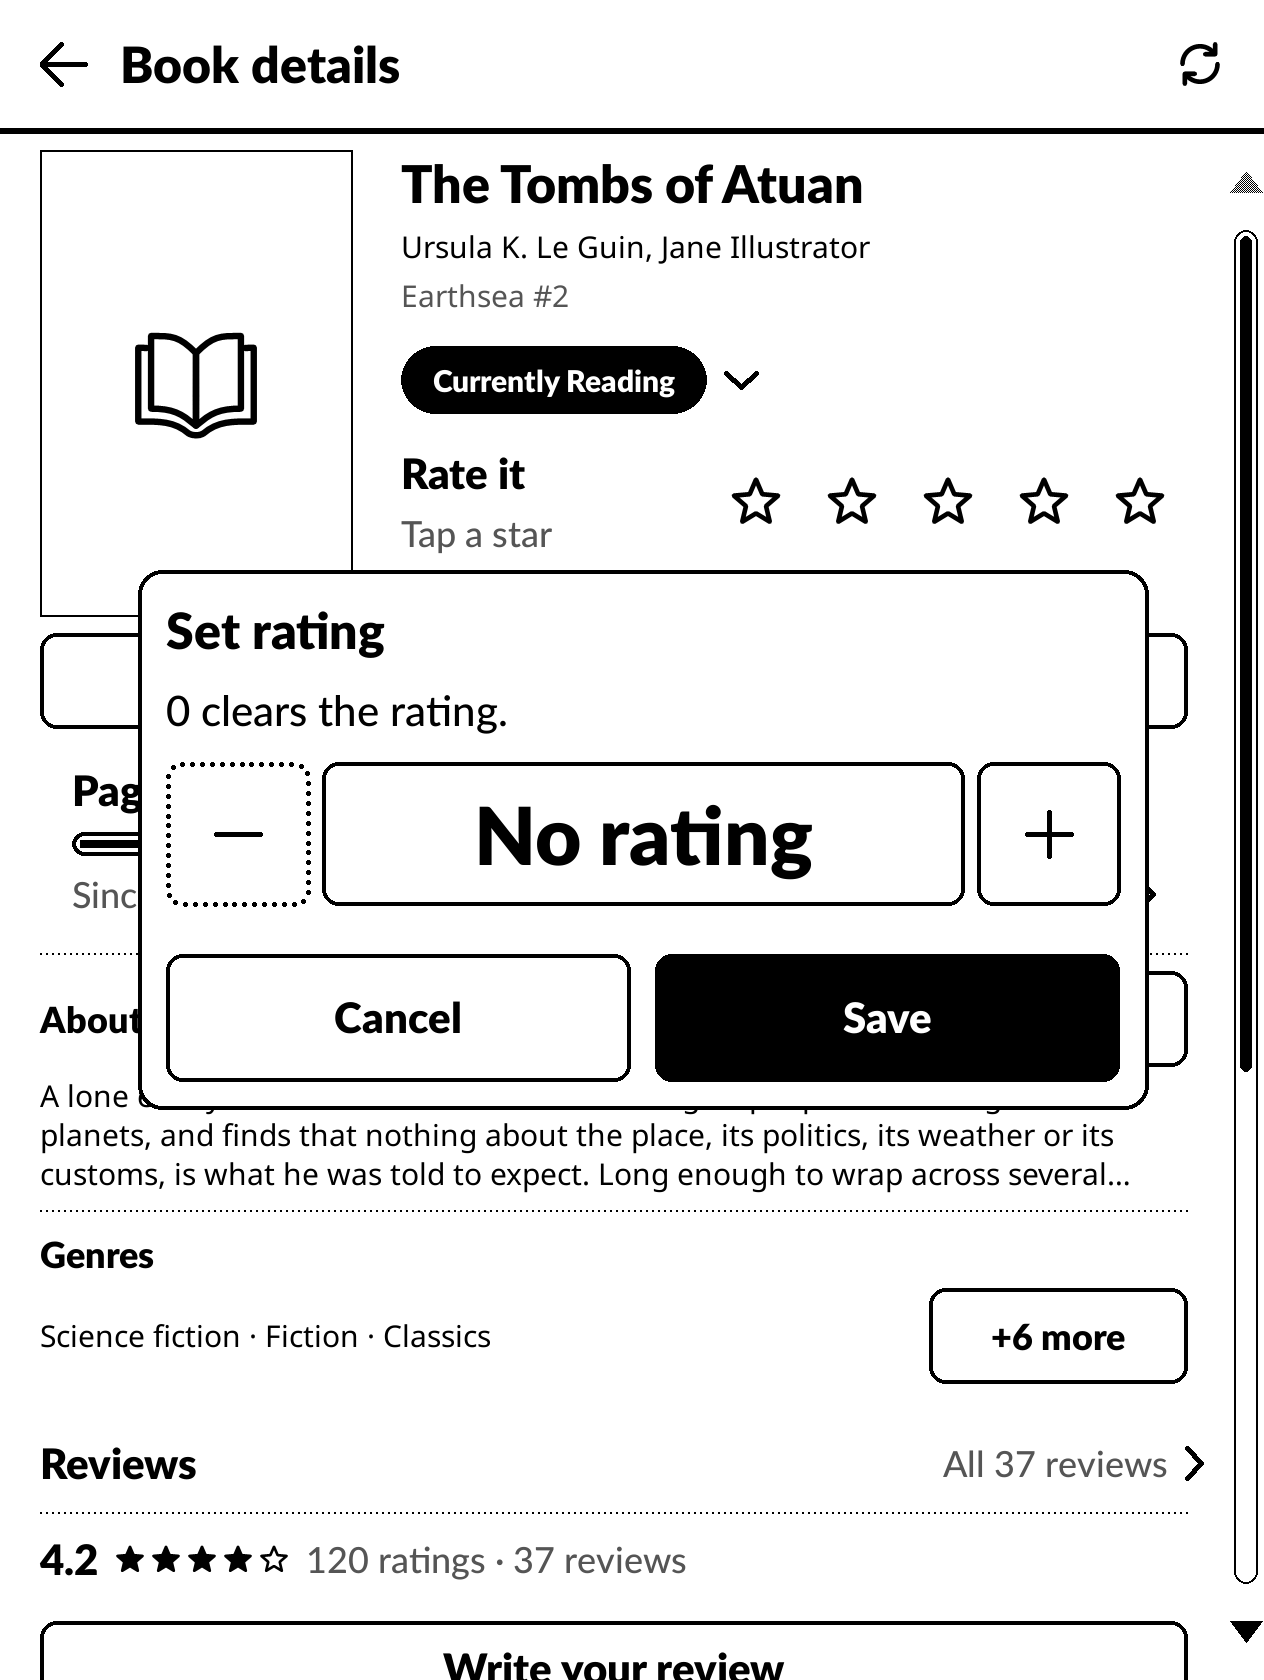 Book details
The Tombs of Atuan
Ursula K. Le Guin, Jane Illustrator
Earthsea #2
Currently Reading
Rate it
Tap a star
Set rating
0 clears the rating.
No rating
Cancel
Save
About
A lone
planets, and finds that nothing about the place, its politics, its weather or its
customs, is what he was told to expect. Long enough to wrap across several...
Genres
Science fiction · Fiction · Classics
+6 more
Reviews
All 37 reviews
4.2
120 ratings · 37 reviews
Write your review